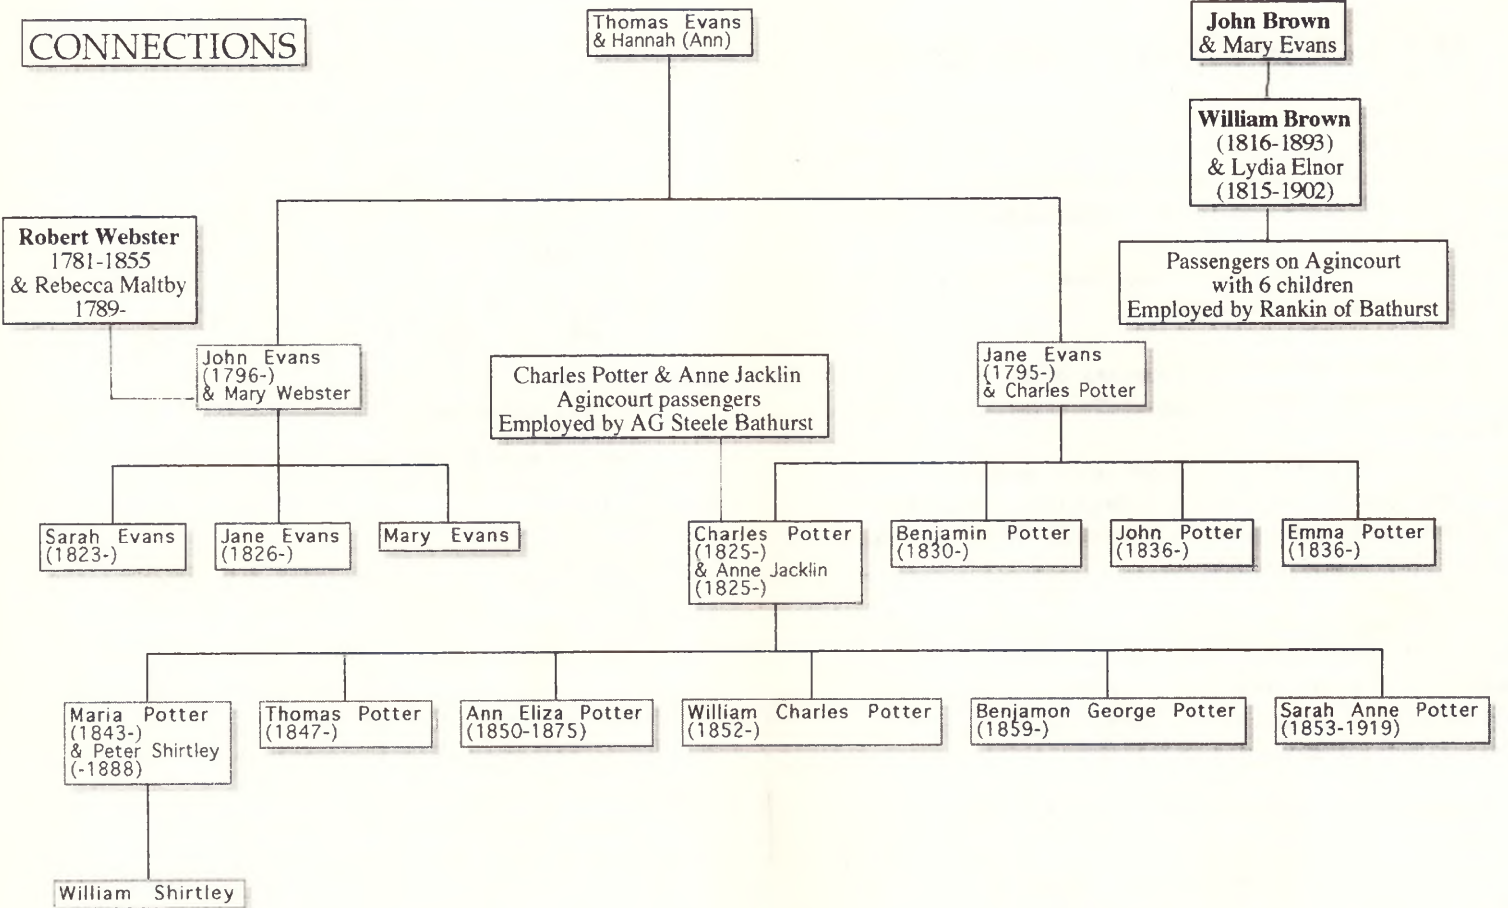 CONNECTIONS
Thomas Evans
& Hannah (Ann)
John Brown
& Mary Evans
William Brown
(1816-1893)
& Lydia Elnor
(1815-1902)
Robert Webster
1781-1855
& Rebecca Maltby
1789-
Passengers on Agincourt
with 6 children
Employed by Rankin of Bathurst
John Evans
(1796-)
& Mary Webster
Charles Potter & Anne Jacklin
Agincourt passengers
Employed by AG Steele Bathurst
Jane Evans
(1795-)
& Charles Potter
Sarah Evans
(1823-)
Jane Evans
(1826-)
Mary Evans
Charles Potter
(1825-)
& Anne Jacklin
(1825-)
Benjamin Potter
(1830-)
John Potter
(1836-)
Emma Potter
(1836-)
Maria Potter
(1843-)
& Peter Shirtley
(-1888)
Thomas Potter
(1847-)
Ann Eliza Potter
(1850-1875)
William Charles Potter
(1852-)
Benjamon George Potter
(1859-)
Sarah Anne Potter
(1853-1919)
William Shirtley